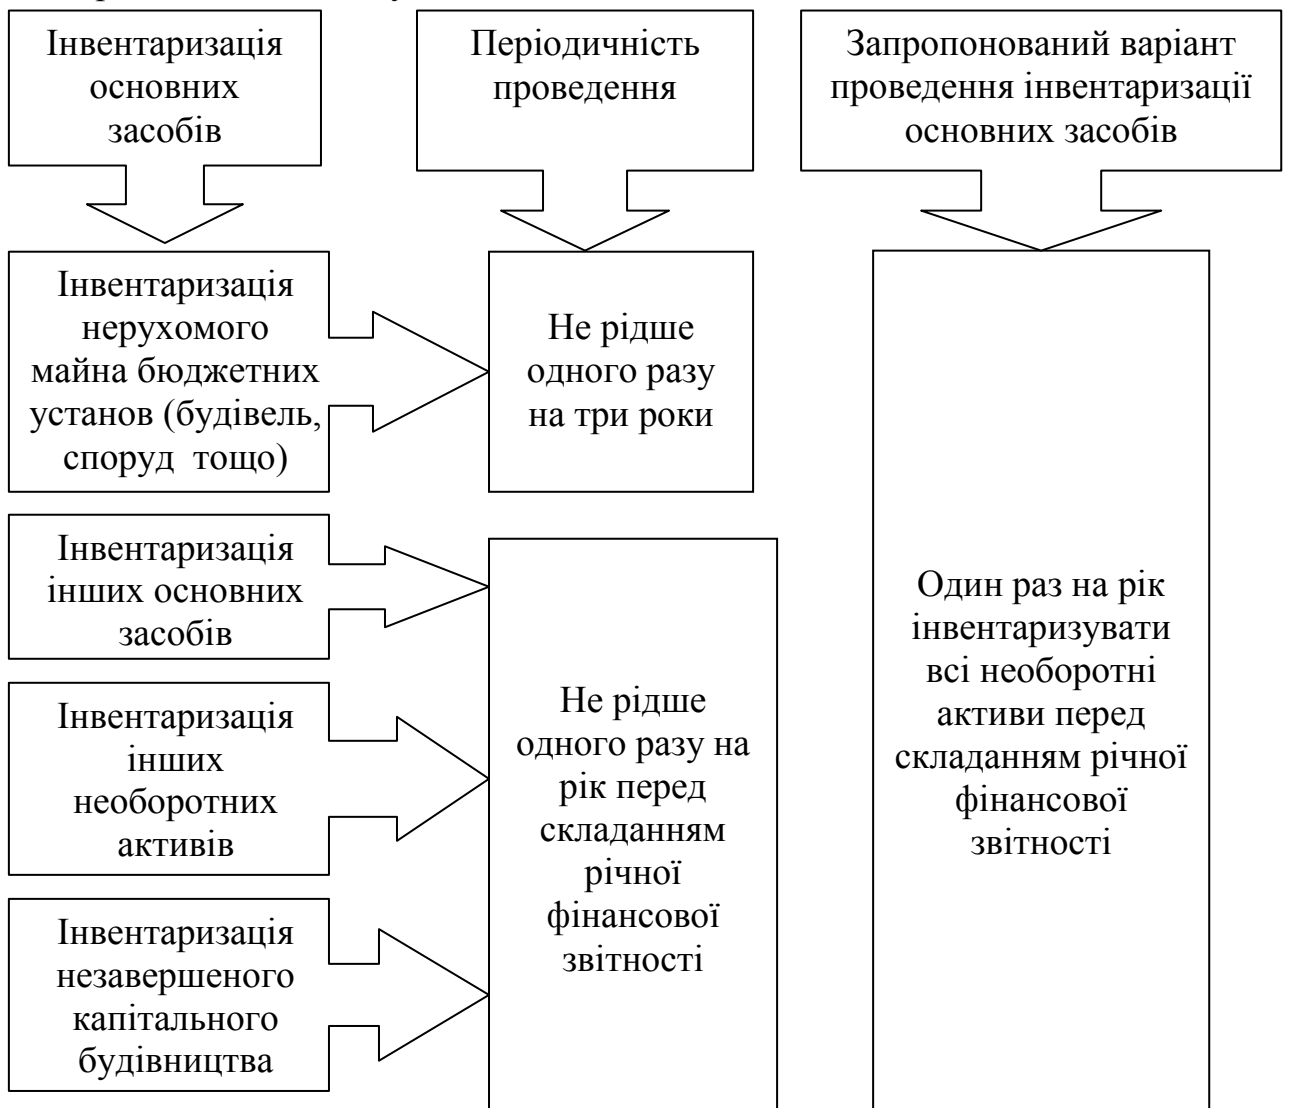 Інвентаризація
основних
засобів
Періодичність
проведення
Запропонований варіант
проведення інвентаризації
основних засобів
Інвентаризація
нерухомого
майна бюджетних
установ (будівель,
споруд тощо)
Не рідше
одного разу
на три роки
Інвентаризація
інших основних
засобів
Інвентаризація
інших
необоротних
активів
Інвентаризація
незавершеного
капітального
будівництва
Не рідше
одного разу на
рік перед
складанням
річної
фінансової
звітності
Один раз на рік
інвентаризувати
всі необоротні
активи перед
складанням річної
фінансової
звітності